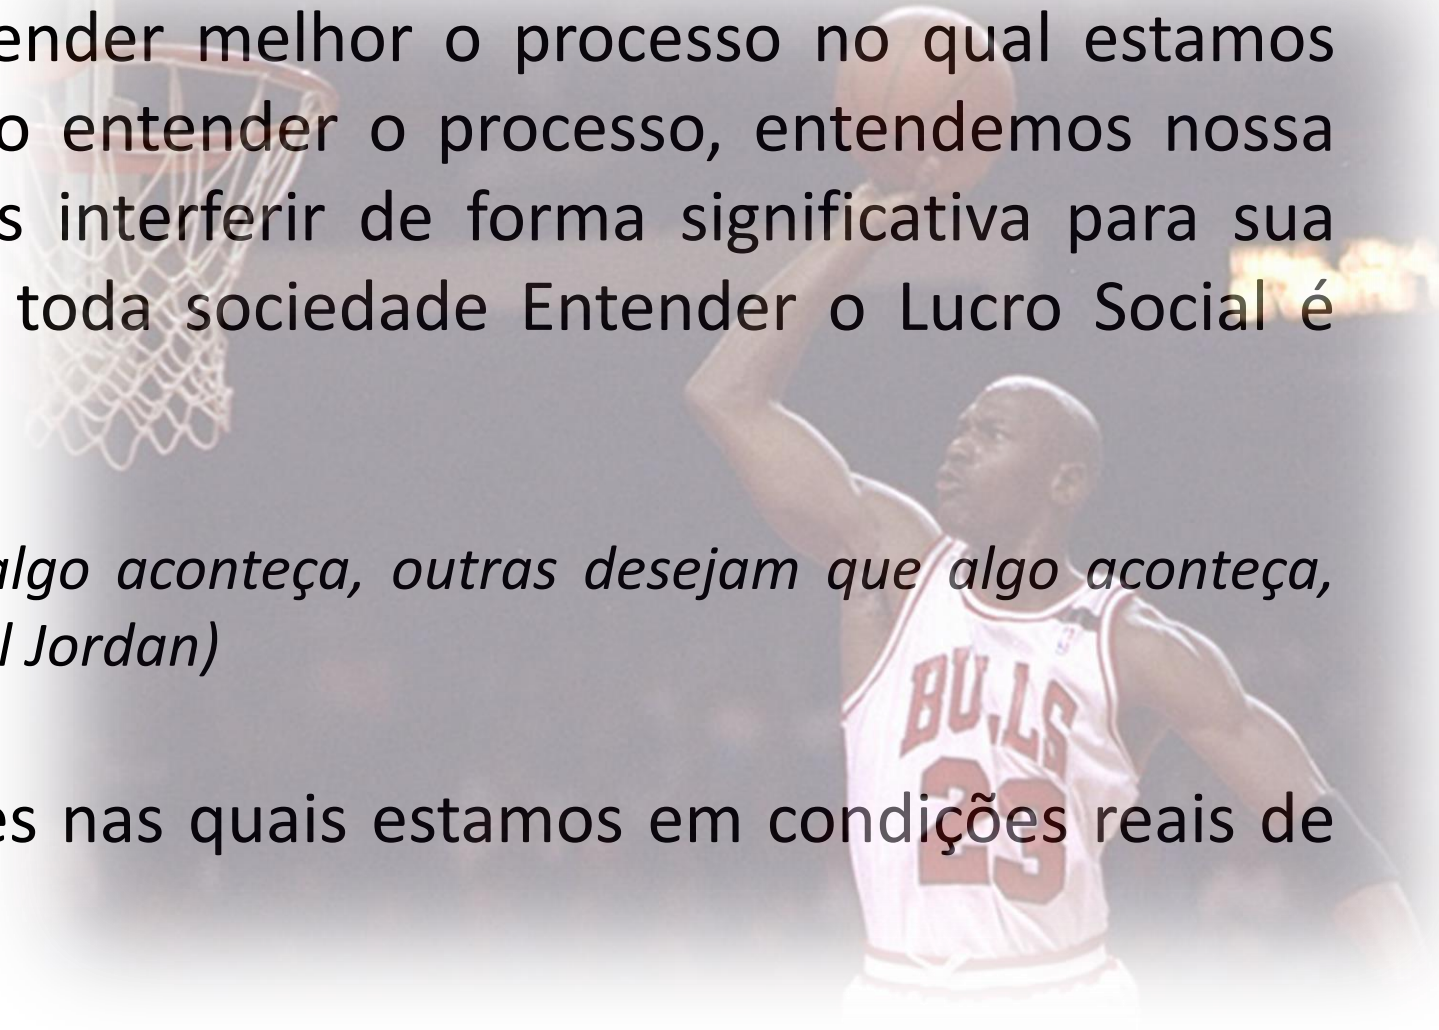 ender melhor o processo no qual estamos
o entender o processo, entendemos nossa
s interferir de forma significativa para sua
toda sociedade Entender o Lucro Social é
algo aconteça, outras desejam que algo aconteça,
l Jordan)
BULLS
23
es nas quais estamos em condições reais de